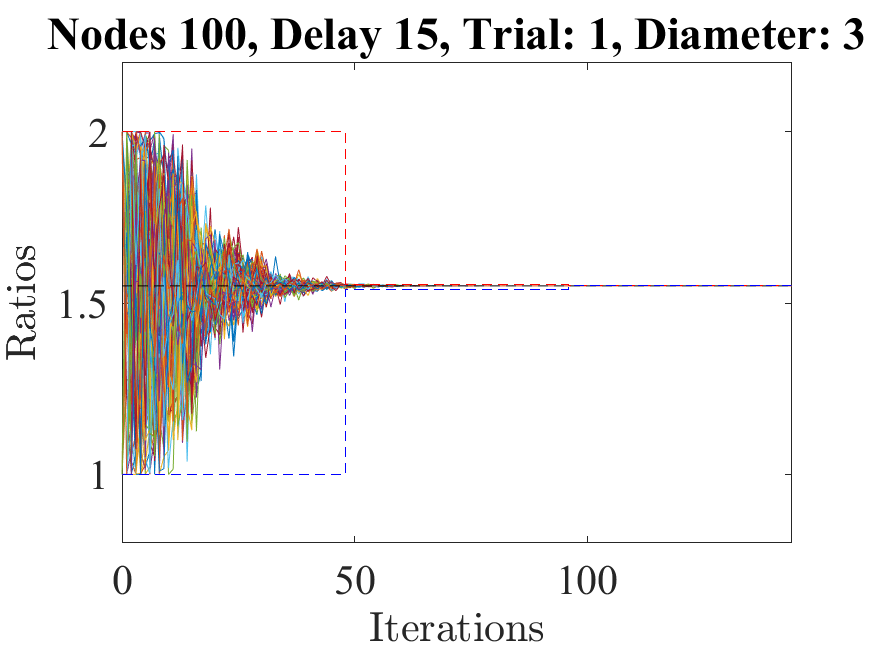 Nodes 100, Delay 15, Trial: 1, Diameter: 3
2
1.5
1
Ratios
0 50 100
Iterations